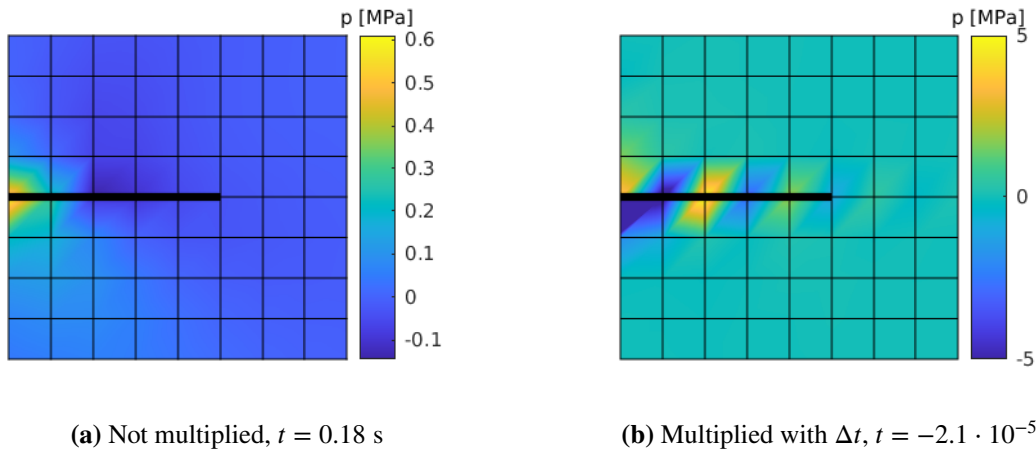 p [MPa]
0.6
0.5
0.4
0.3
0.2
0.1
0
-0.1
p [MPa]
5
0
-5
(a) Not multiplied, t = 0.18 s
(b) Multiplied with Δt, t = −2.1 · 10⁻⁵